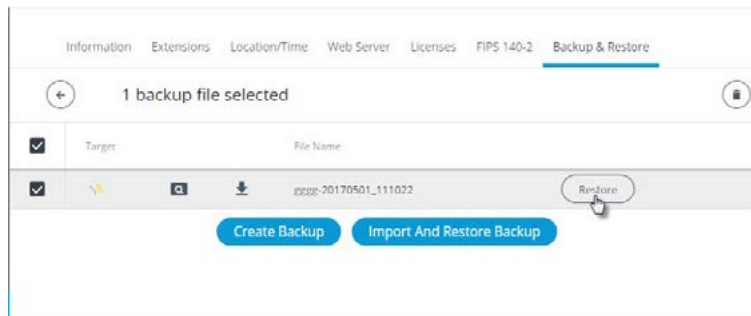 Information Extensions Location/Time Web Server Licenses FIPS 140-2 Backup & Restore
1 backup file selected
Target File Name
gggg-20170501_111022 Restore
Create Backup Import And Restore Backup